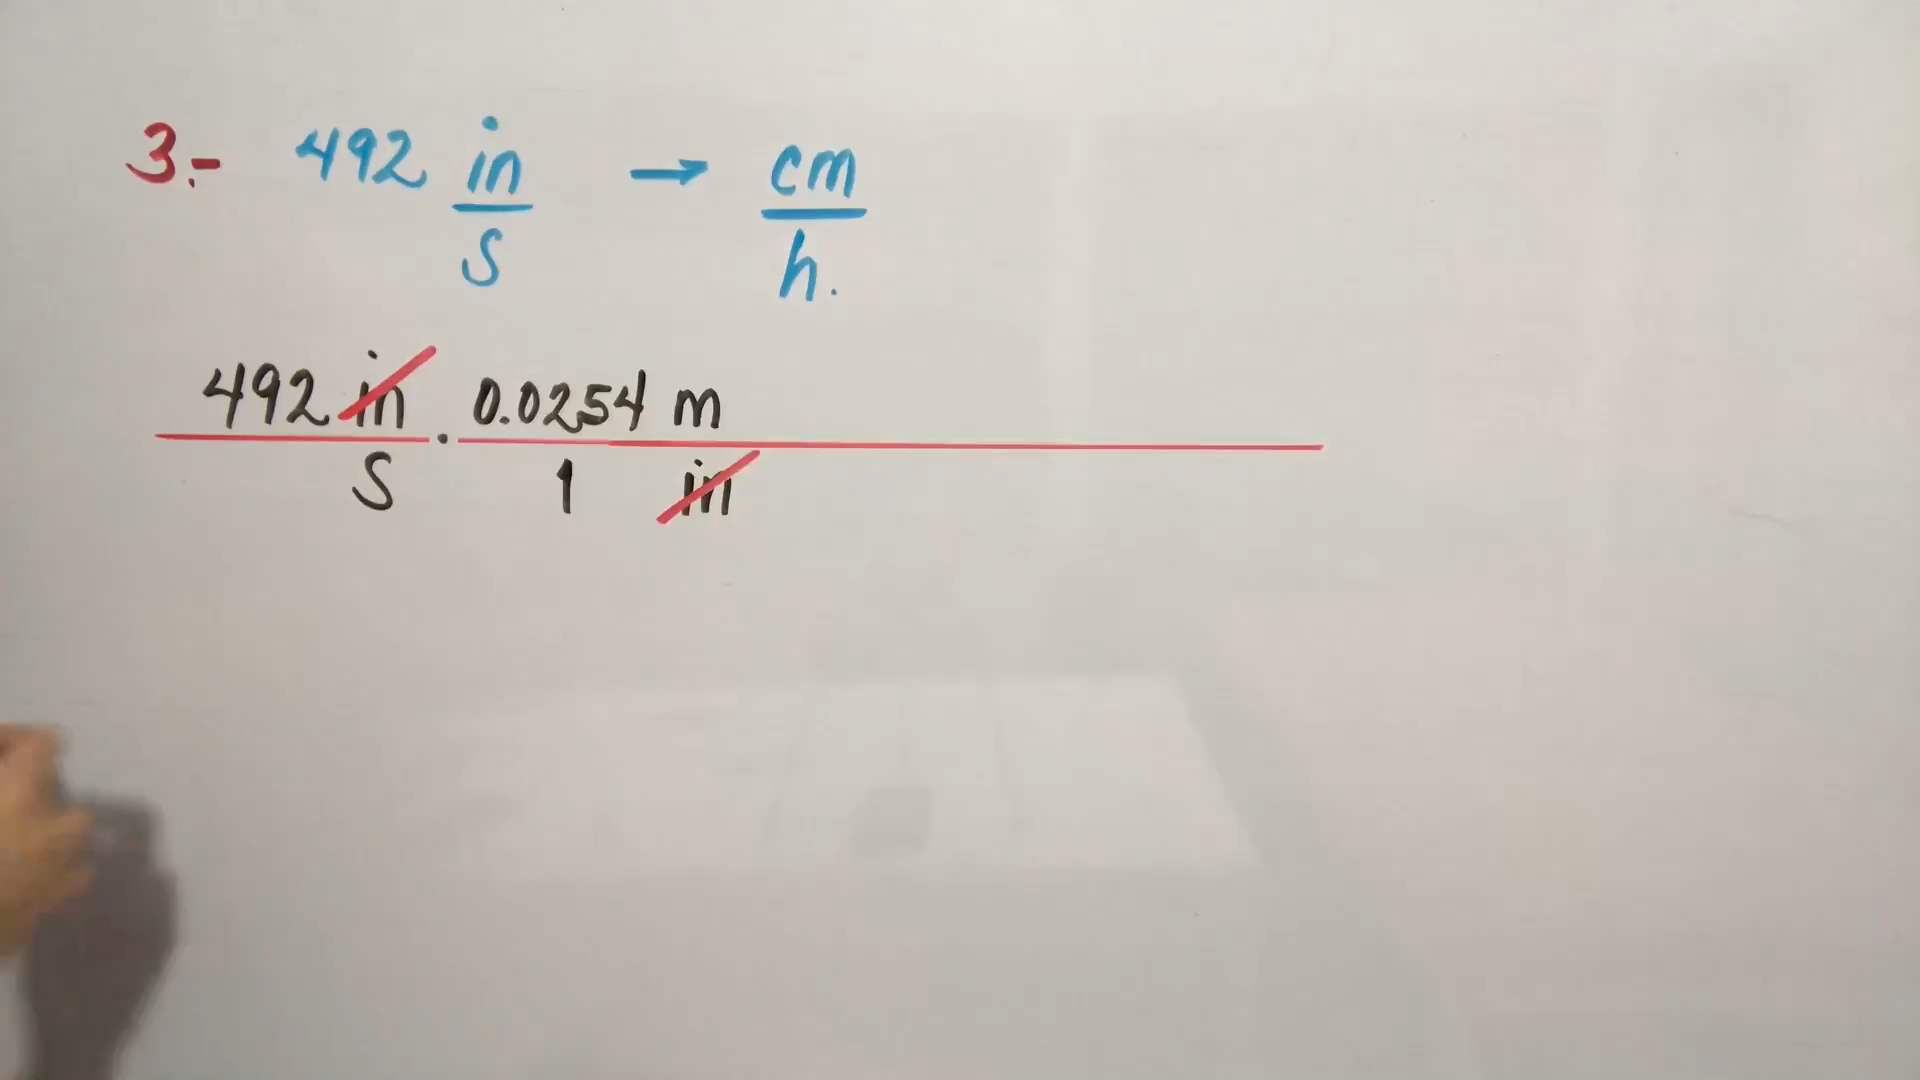 3.- 492 in/s → cm/h.
492 in/s · 0.0254 m/1 in